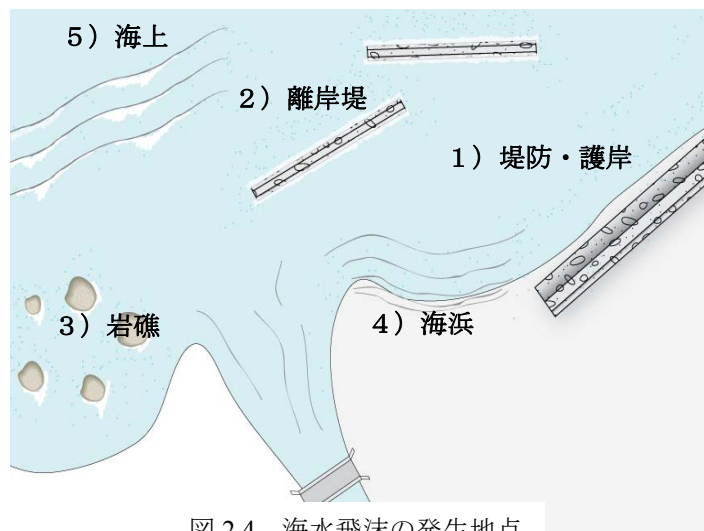 5）海上
2）離岸堤
1）堤防・護岸
3）岩礁
4）海浜
図 2.4　海水飛沫の発生地点